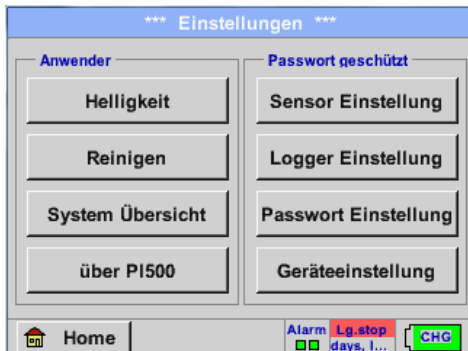 *** Einstellungen ***
Anwender
Helligkeit
Reinigen
System Übersicht
über PI500
Passwort geschützt
Sensor Einstellung
Logger Einstellung
Passwort Einstellung
Geräteeinstellung
Home
Alarm
Lg.stop
days, I...
CHG